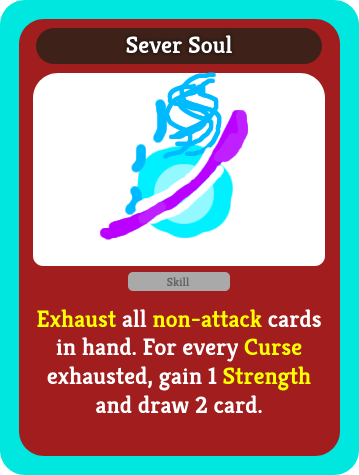 Sever Soul
Skill
Exhaust all non-attack cards
in hand. For every Curse
exhausted, gain 1 Strength
and draw 2 card.